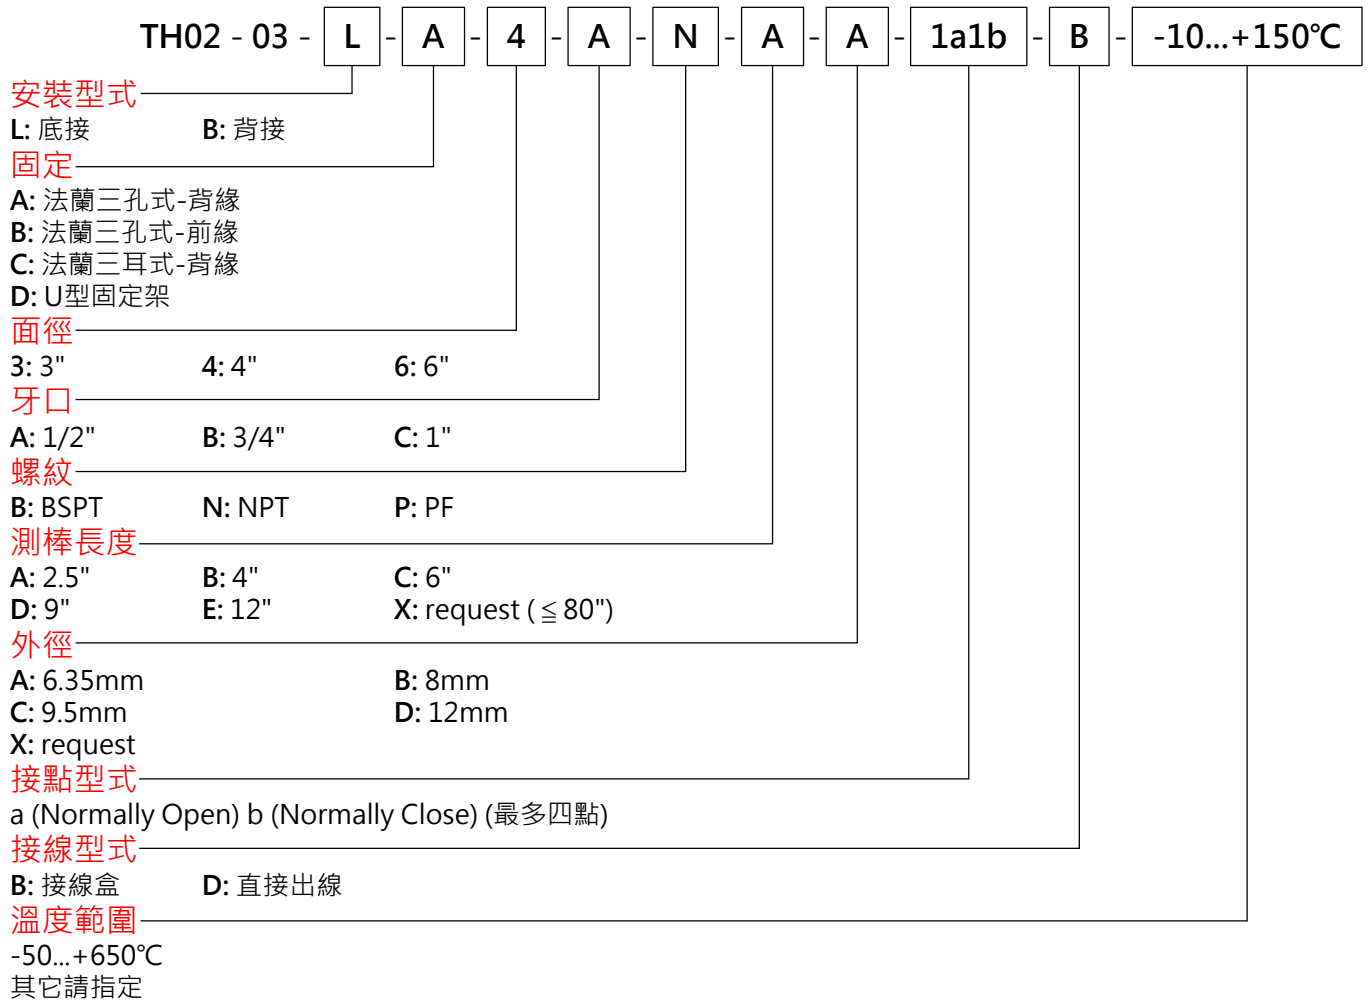 TH02 - 03 - L - A - 4 - A - N - A - A - 1a1b - B - -10...+150℃
安裝型式
L: 底接 B: 背接
固定
A: 法蘭三孔式-背緣
B: 法蘭三孔式-前緣
C: 法蘭三耳式-背緣
D: U型固定架
面徑
3: 3" 4: 4" 6: 6"
牙口
A: 1/2" B: 3/4" C: 1"
螺紋
B: BSPT N: NPT P: PF
測棒長度
A: 2.5" B: 4" C: 6"
D: 9" E: 12" X: request (≦80")
外徑
A: 6.35mm B: 8mm
C: 9.5mm D: 12mm
X: request
接點型式
a (Normally Open) b (Normally Close) (最多四點)
接線型式
B: 接線盒 D: 直接出線
溫度範圍
-50...+650℃
其它請指定